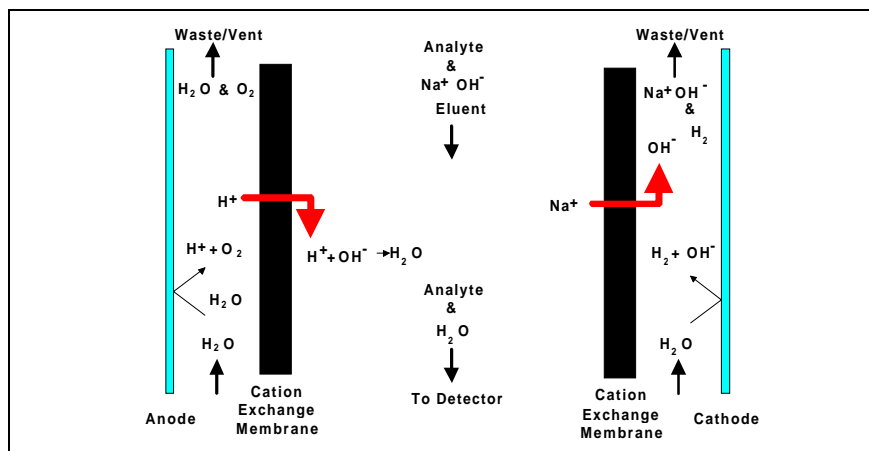 Waste/Vent
H2O & O2
H+
H+ + O2
H2O
H2O
Anode
Cation
Exchange
Membrane
H+ + OH- → H2O
Analyte
&
Na+ OH-
Eluent
Analyte
&
H2O
To Detector
Waste/Vent
Na+ OH-
&
H2
OH-
Na+
H2 + OH-
H2O
Cation
Exchange
Membrane
Cathode